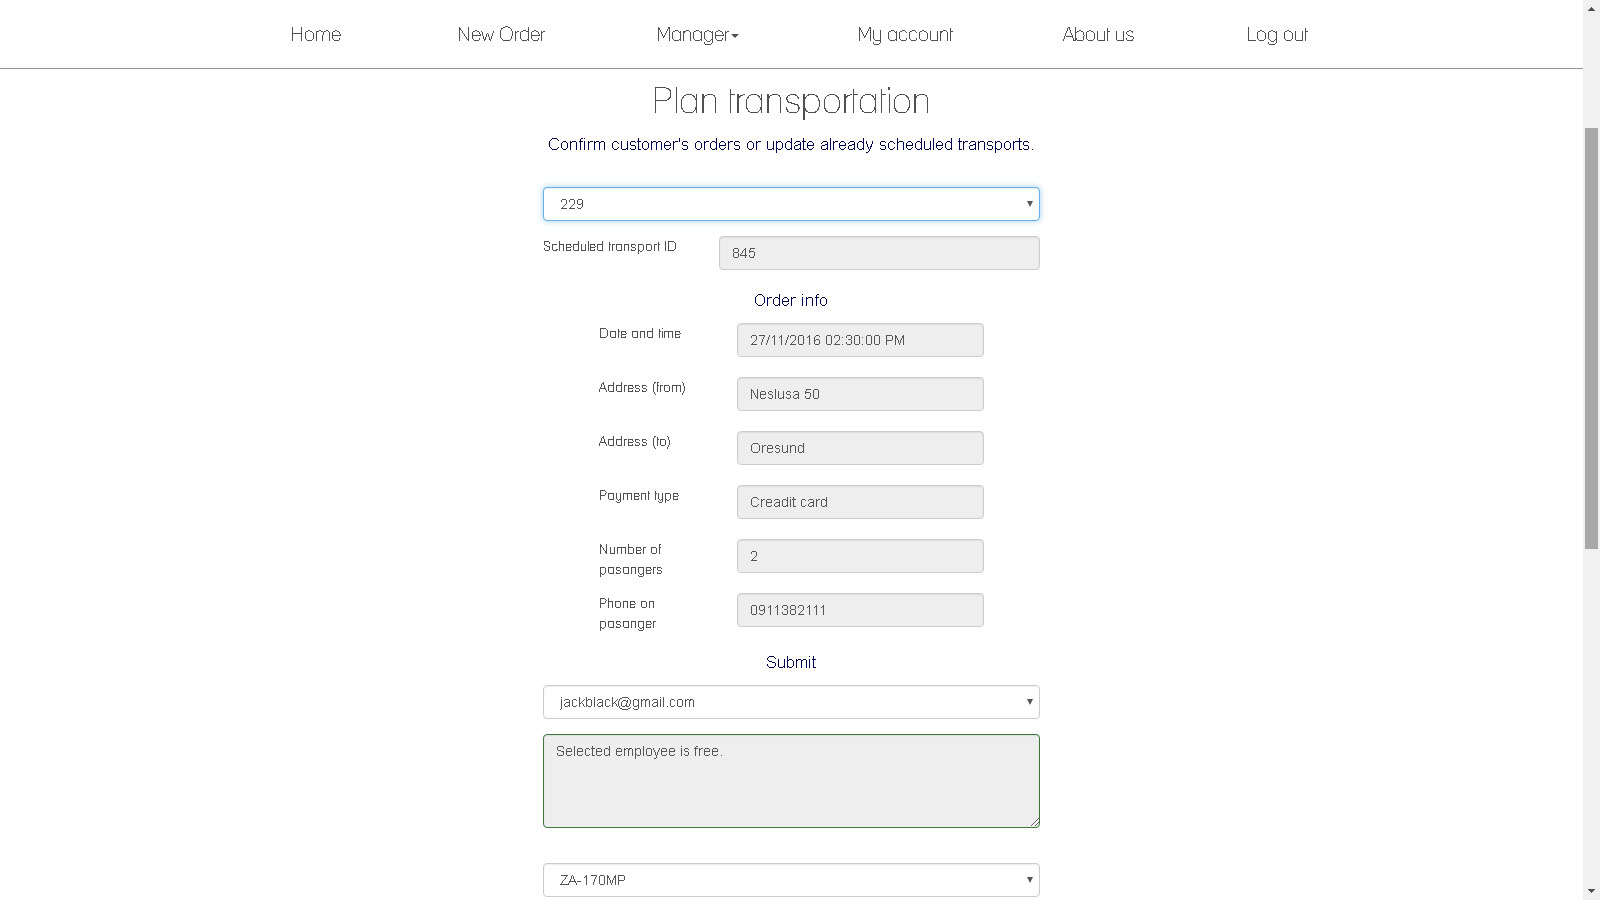 Home New Order Manager My account About us Log out
Plan transportation
Confirm customer's orders or update already scheduled transports.
229
Scheduled transport ID 845
Order info
Date and time 27/11/2016 02:30:00 PM
Address (from) Neslusa 50
Address (to) Oresund
Payment type Creadit card
Number of
pasangers 2
Phone on
pasanger 0911382111
Submit
jackblack@gmail.com
Selected employee is free.
ZA-170MP